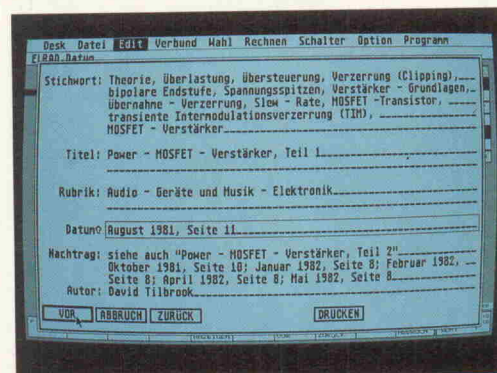 Desk Datei Edit Verbund Wahl Rechnen Schalter Option Programm
ELRAD.Datum
Stichwort: Theorie, Überlastung, Übersteuerung, Verzerrung (Clipping),
bipolare Endstufe, Spannungsspitzen, Verstärker - Grundlagen,
Übernahme - Verzerrung, Slew - Rate, MOSFET -Transistor,
transiente Intermodulationsverzerrung (TIM),
MOSFET - Verstärker
Titel: Power - MOSFET - Verstärker, Teil 1
Rubrik: Audio - Geräte und Musik - Elektronik
Datum: August 1981, Seite 11
Nachtrag: siehe auch "Power - MOSFET - Verstärker, Teil 2"
Oktober 1981, Seite 10; Januar 1982, Seite 8; Februar 1982,
Seite 8; April 1982, Seite 8; Mai 1982, Seite 8
Autor: David Tilbrook
VOR ABBRUCH ZURÜCK DRUCKEN